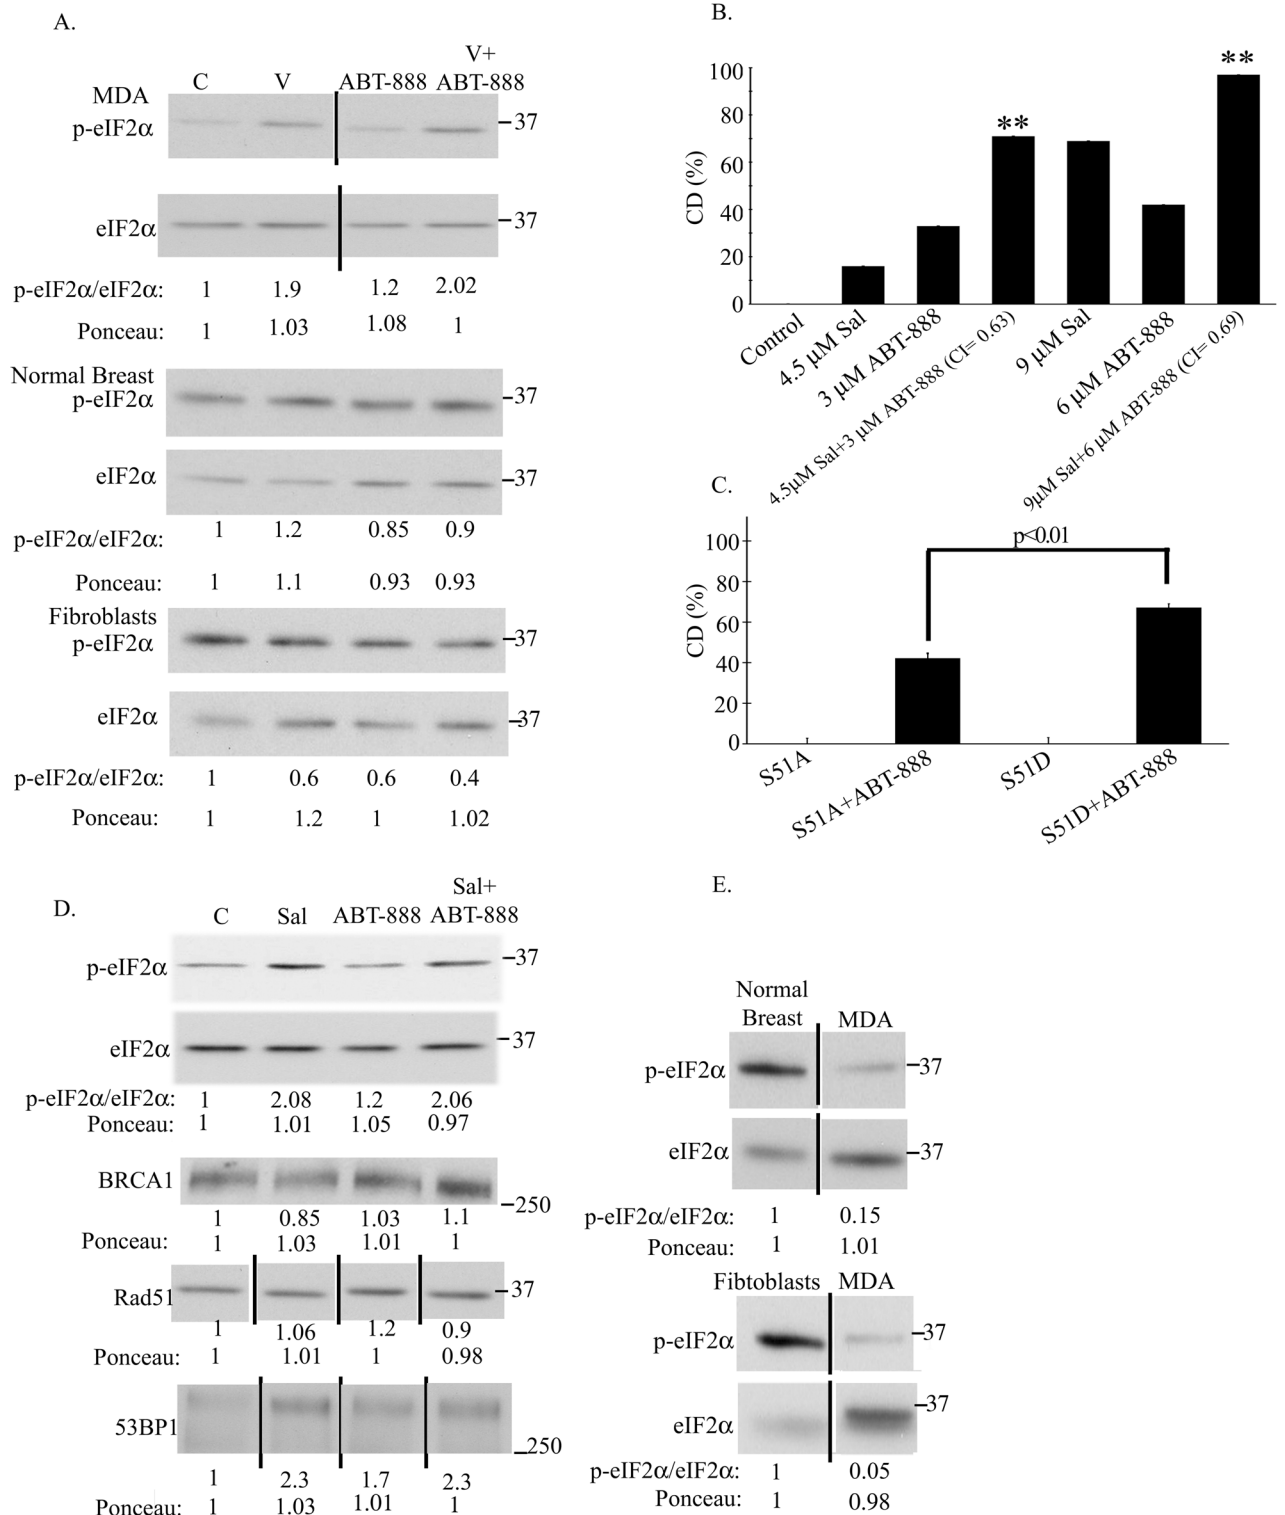 A.
C V ABT-888 V+
ABT-888
MDA
p-eIF2α
37
eIF2α
37
p-eIF2α/eIF2α: 1 1.9 1.2 2.02
Ponceau: 1 1.03 1.08 1
Normal Breast
p-eIF2α
37
eIF2α
37
p-eIF2α/eIF2α: 1 1.2 0.85 0.9
Ponceau: 1 1.1 0.93 0.93
Fibroblasts
p-eIF2α
37
eIF2α
37
p-eIF2α/eIF2α: 1 0.6 0.6 0.4
Ponceau: 1 1.2 1 1.02
B.
CD (%)
100
80
60
40
20
0
**
**
Control
4.5 µM Sal
3 µM ABT-888
4.5µM Sal+3 µM ABT-888 (CI= 0.63)
9 µM Sal
6 µM ABT-888
9µM Sal+6 µM ABT-888 (CI= 0.69)
C.
CD (%)
100
80
60
40
20
0
p<0.01
S51A
S51A+ABT-888
S51D
S51D+ABT-888
D.
C Sal ABT-888 Sal+
ABT-888
p-eIF2α
37
eIF2α
37
p-eIF2α/eIF2α: 1 2.08 1.2 2.06
Ponceau: 1 1.01 1.05 0.97
BRCA1
250
1 0.85 1.03 1.1
Ponceau: 1 1.03 1.01 1
Rad51
37
1 1.06 1.2 0.9
Ponceau: 1 1.01 1 0.98
53BP1
250
1 2.3 1.7 2.3
Ponceau: 1 1.03 1.01 1
E.
Normal
Breast MDA
p-eIF2α
37
eIF2α
37
p-eIF2α/eIF2α: 1 0.15
Ponceau: 1 1.01
Fibtoblasts MDA
p-eIF2α
37
eIF2α
37
p-eIF2α/eIF2α: 1 0.05
Ponceau: 1 0.98